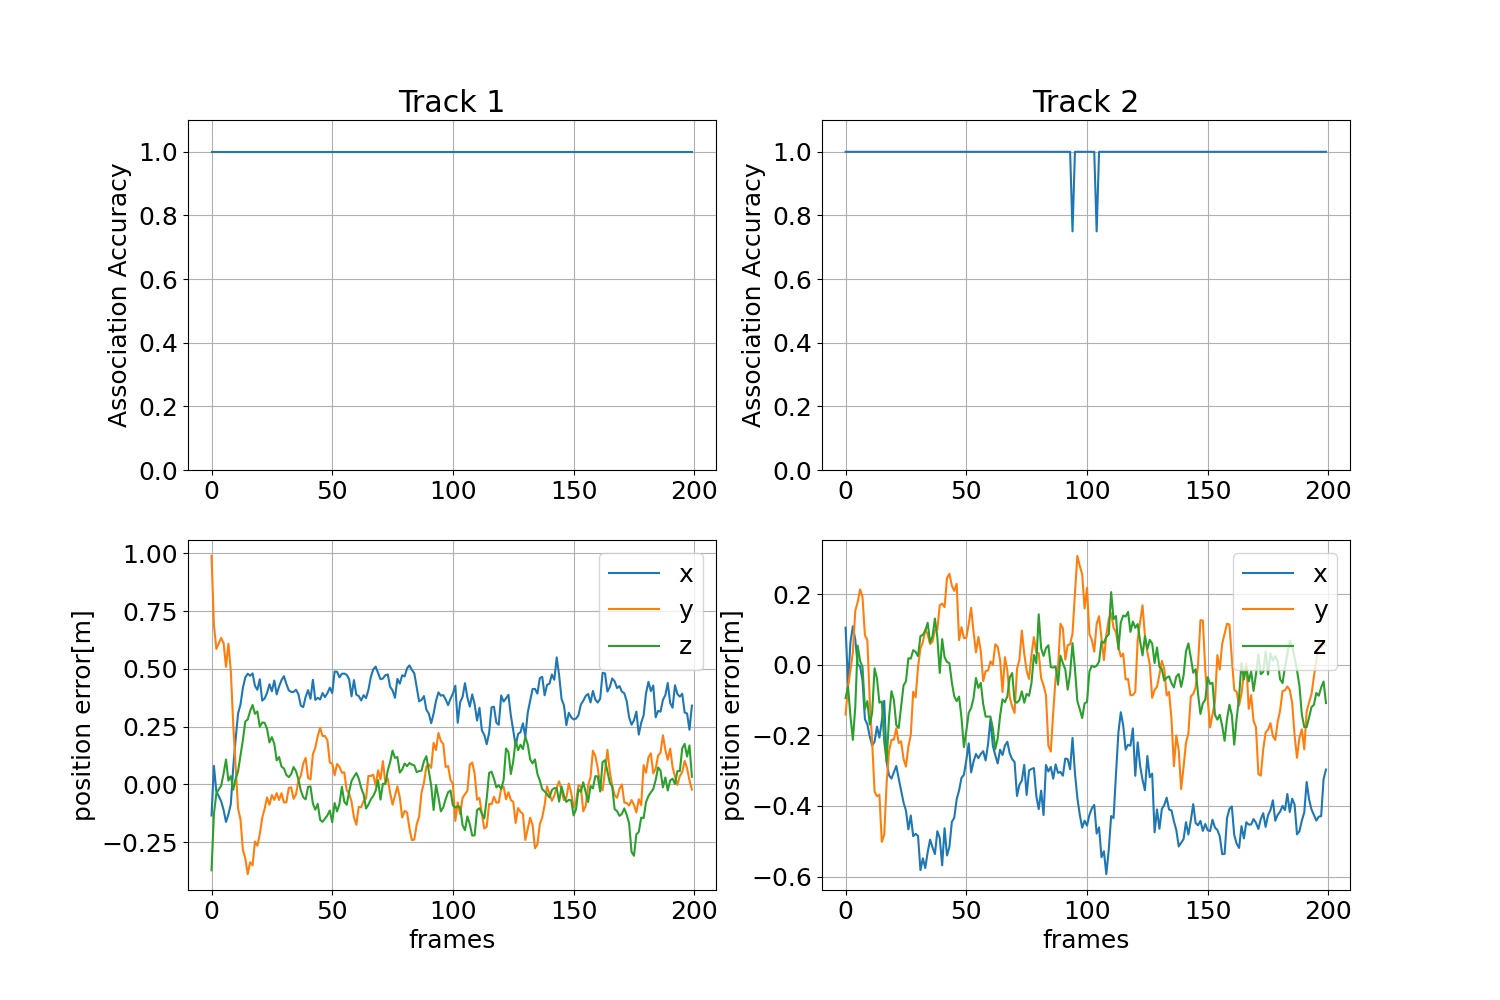 Track 1
Track 2
Association Accuracy
1.0
0.8
0.6
0.4
0.2
0.0
0 50 100 150 200
Association Accuracy
1.0
0.8
0.6
0.4
0.2
0.0
0 50 100 150 200
position error[m]
1.00
0.75
0.50
0.25
0.00
−0.25
x
y
z
0 50 100 150 200
frames
position error[m]
0.2
0.0
−0.2
−0.4
−0.6
x
y
z
0 50 100 150 200
frames